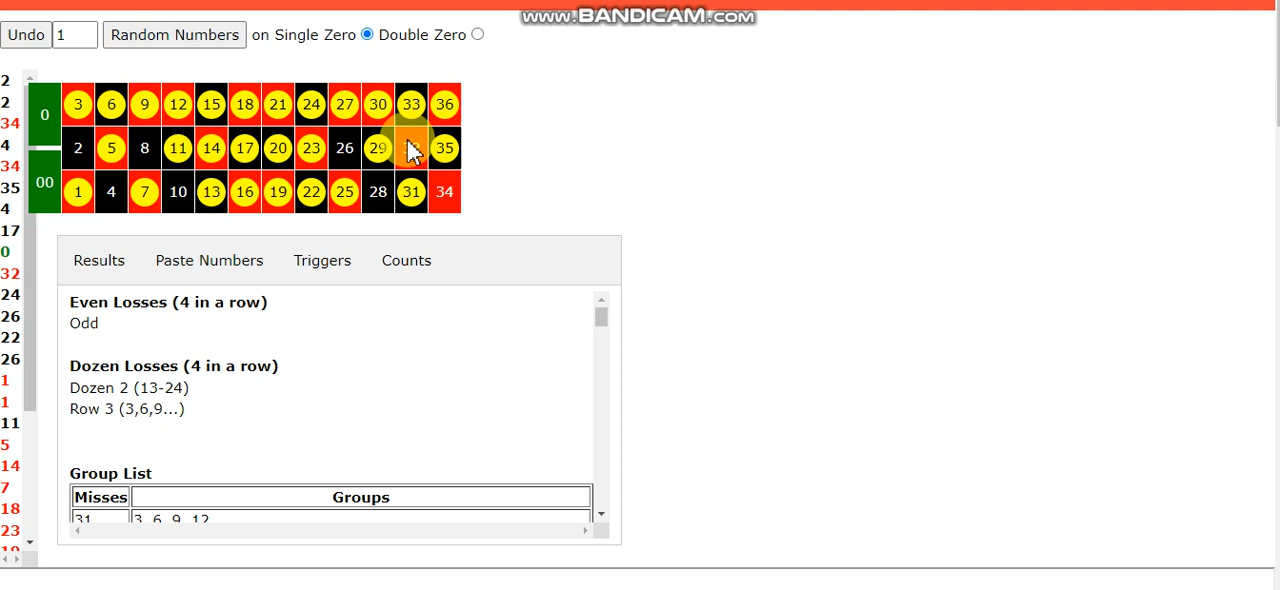 www.BANDICAM.com
Undo 1 Random Numbers on Single Zero Double Zero
2
2
34
4
34
35
4
17
0
32
24
26
22
26
1
1
11
5
14
7
18
23
0 3 6 9 12 15 18 21 24 27 30 33 36
2 5 8 11 14 17 20 23 26 29 35
00 1 4 7 10 13 16 19 22 25 28 31 34
Results Paste Numbers Triggers Counts
Even Losses (4 in a row)
Odd
Dozen Losses (4 in a row)
Dozen 2 (13-24)
Row 3 (3,6,9...)
Group List
Misses Groups
31 3, 6, 9, 12